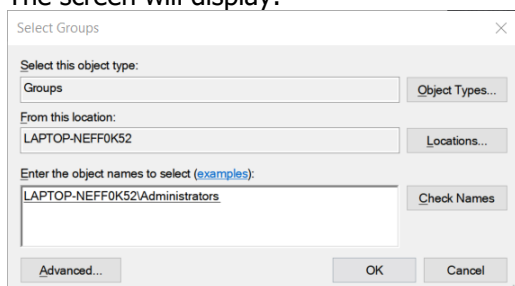 The screen will display:
Select Groups
Select this object type:
Groups
Object Types...
From this location:
LAPTOP-NEFF0K52
Locations...
Enter the object names to select (examples):
LAPTOP-NEFF0K52\Administrators
Check Names
Advanced...
OK
Cancel